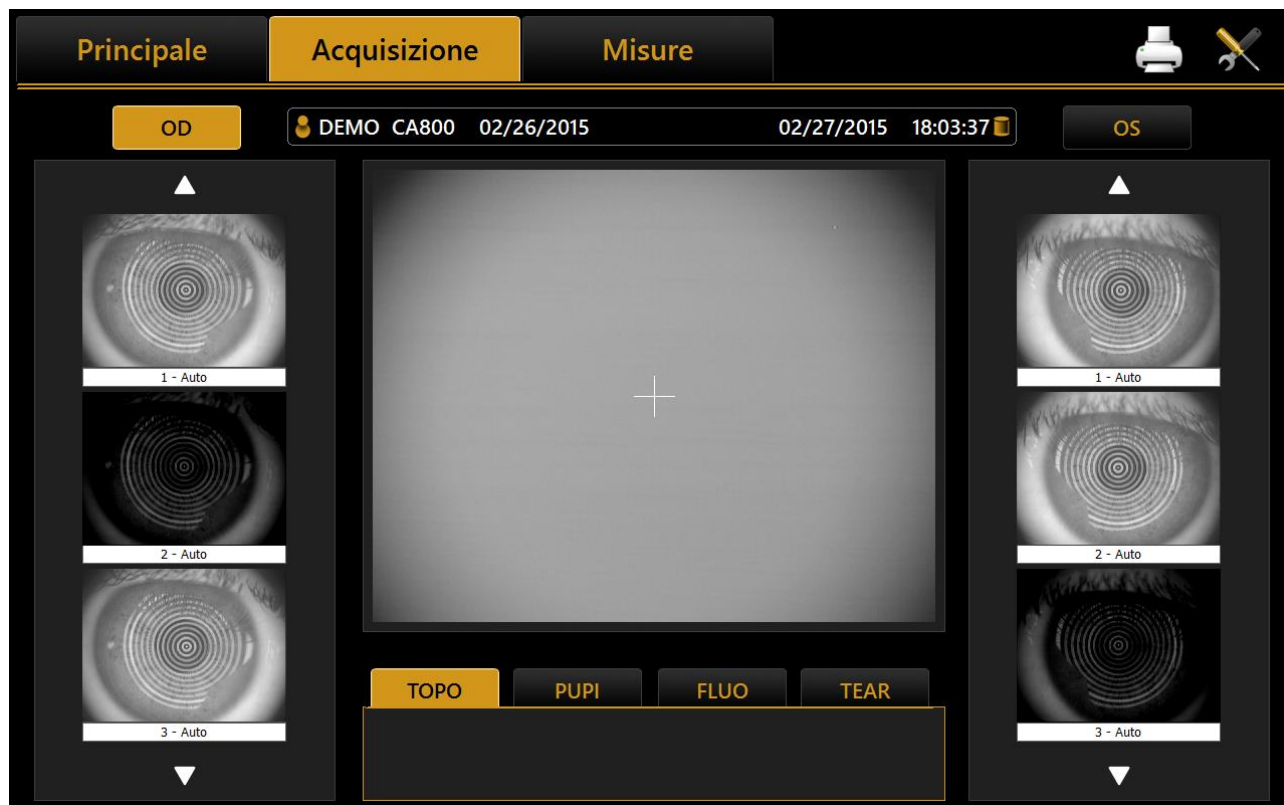 Principale Acquisizione Misure
OD DEMO CA800 02/26/2015 02/27/2015 18:03:37 OS
1 - Auto
2 - Auto
3 - Auto
TOPO PUPI FLUO TEAR
1 - Auto
2 - Auto
3 - Auto